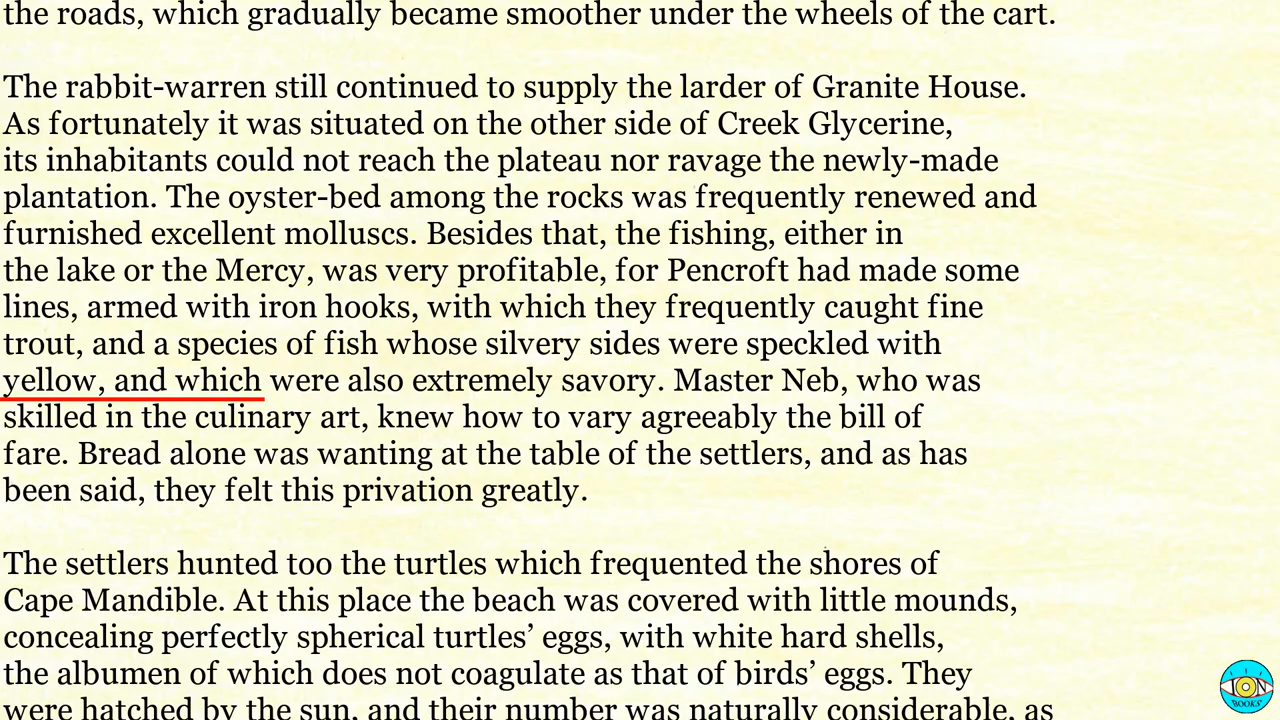 the roads, which gradually became smoother under the wheels of the cart.
The rabbit-warren still continued to supply the larder of Granite House.
As fortunately it was situated on the other side of Creek Glycerine,
its inhabitants could not reach the plateau nor ravage the newly-made
plantation. The oyster-bed among the rocks was frequently renewed and
furnished excellent molluscs. Besides that, the fishing, either in
the lake or the Mercy, was very profitable, for Pencroft had made some
lines, armed with iron hooks, with which they frequently caught fine
trout, and a species of fish whose silvery sides were speckled with
yellow, and which were also extremely savory. Master Neb, who was
skilled in the culinary art, knew how to vary agreeably the bill of
fare. Bread alone was wanting at the table of the settlers, and as has
been said, they felt this privation greatly.
The settlers hunted too the turtles which frequented the shores of
Cape Mandible. At this place the beach was covered with little mounds,
concealing perfectly spherical turtles’ eggs, with white hard shells,
the albumen of which does not coagulate as that of birds’ eggs. They
were hatched by the sun, and their number was naturally considerable, as
ION
BOOKS